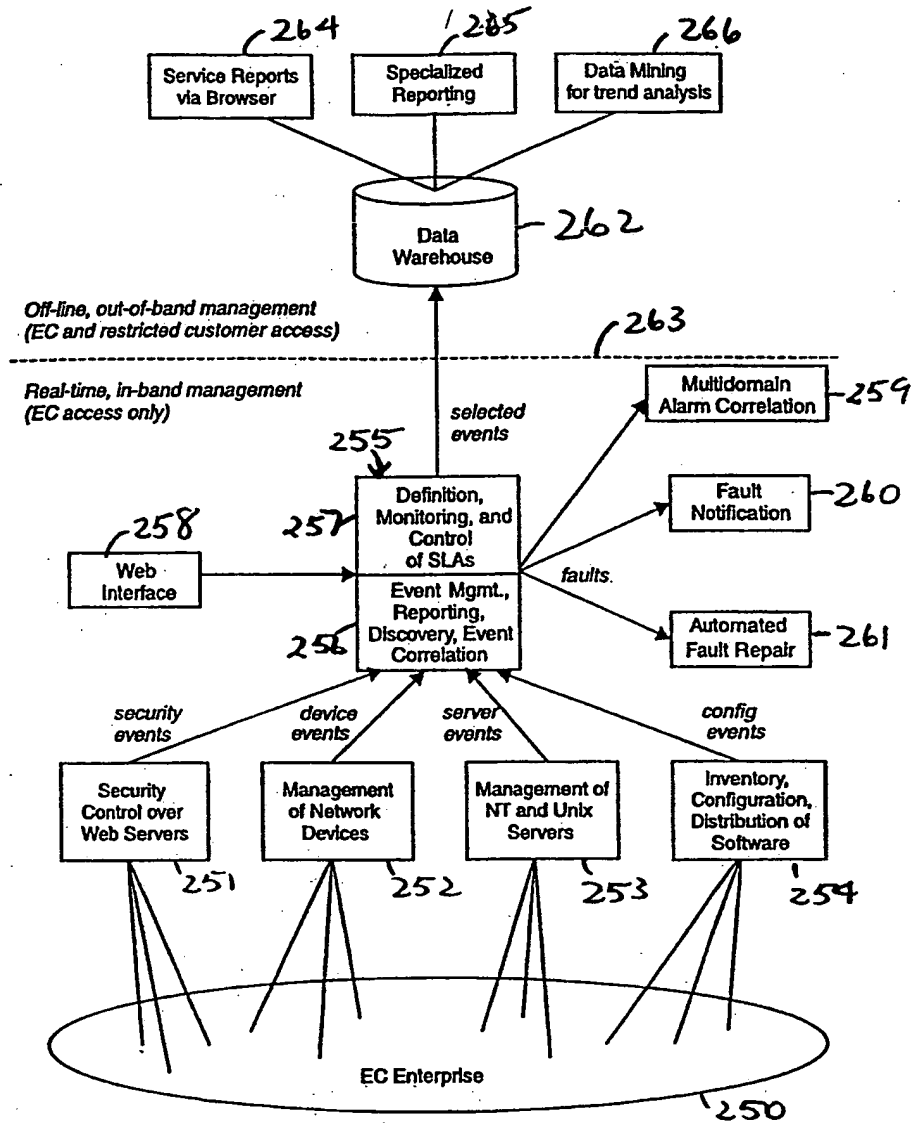 264
265
266
Service Reports
via Browser
Specialized
Reporting
Data Mining
for trend analysis
Data
Warehouse
262
Off-line, out-of-band management
(EC and restricted customer access)
263
Real-time, in-band management
(EC access only)
selected
events
Multidomain
Alarm Correlation
259
255
257
Definition,
Monitoring, and
Control
of SLAs
Fault
Notification
260
258
Web
Interface
faults.
256
Event Mgmt.,
Reporting,
Discovery, Event
Correlation
Automated
Fault Repair
261
security
events
device
events
server
events
config
events
Security
Control over
Web Servers
Management
of Network
Devices
Management of
NT and Unix
Servers
Inventory,
Configuration,
Distribution of
Software
251
252
253
254
EC Enterprise
250